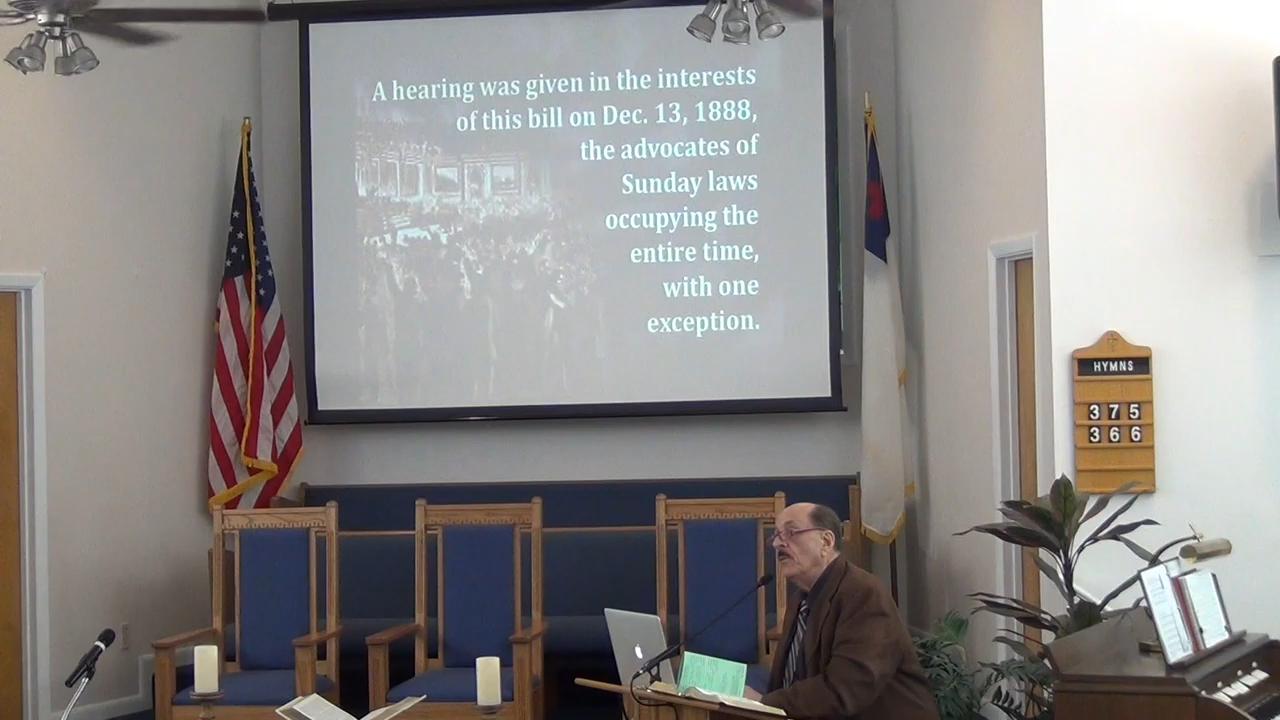 A hearing was given in the interests
of this bill on Dec. 13, 1888,
the advocates of
Sunday laws
occupying the
entire time,
with one
exception.
HYMNS
375
366